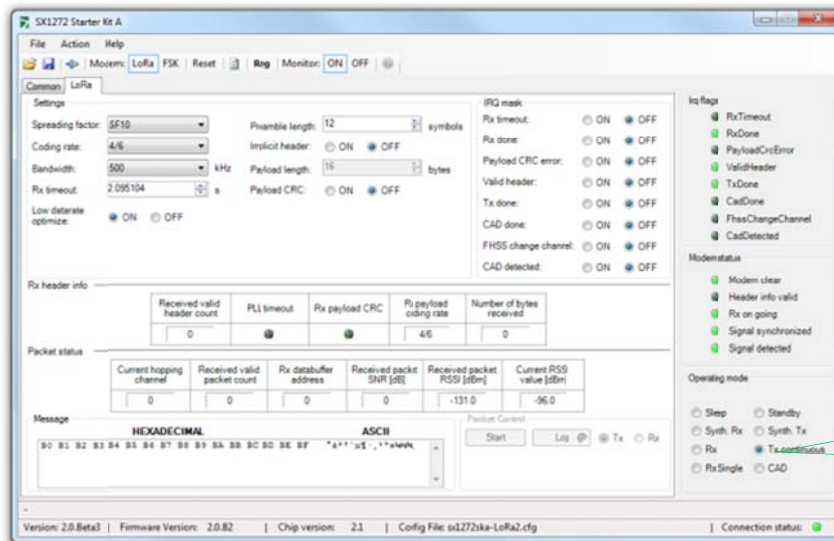 SX1272 Starter Kit A
File Action Help
Modem: LoRa FSK Reset Reg Monitor: ON OFF
Common LoRa
Settings
Spreading factor: SF10
Coding rate: 4/6
Bandwidth: 500 kHz
Rx timeout: 2.095104 s
Low datarate
optimize: ON OFF
Preamble length: 12 symbols
Implicit header: ON OFF
Payload length: 16 bytes
Payload CRC: ON OFF
IRQ mask
Rx timeout: ON OFF
Rx done: ON OFF
Payload CRC error: ON OFF
Valid header: ON OFF
Tx done: ON OFF
CAD done: ON OFF
FHSS change channel: ON OFF
CAD detected: ON OFF
Irq flags
RxTimeout
RxDone
PayloadCrcError
ValidHeader
TxDone
CadDone
FhssChangeChannel
CadDetected
Modem status
Modem clear
Header info valid
Rx on going
Signal synchronized
Signal detected
Operating mode
Sleep Standby
Synth. Rx Synth. Tx
Rx Tx continuous
RxSingle CAD
Rx header info
Received valid
header count
PLL timeout
Rx payload CRC
Rx payload
coding rate
Number of bytes
received
0 4/6 0
Packet status
Current hopping
channel
Received valid
packet count
Rx databuffer
address
Received packet
SNR [dB]
Received packet
RSSI [dBm]
Current RSSI
value [dBm]
0 0 0 0 -131.0 -96.0
Message
HEXADECIMAL ASCII
B0 B1 B2 B3 B4 B5 B6 B7 B8 B9 BA BB BC BD BE BF
Packet Control
Start Log Tx Rx
-
Version: 2.0.Beta3 | Firmware Version: 2.0.B2 | Chip version: 2.1 | Config File: sx1272ska-LoRa2.cfg | Connection status: